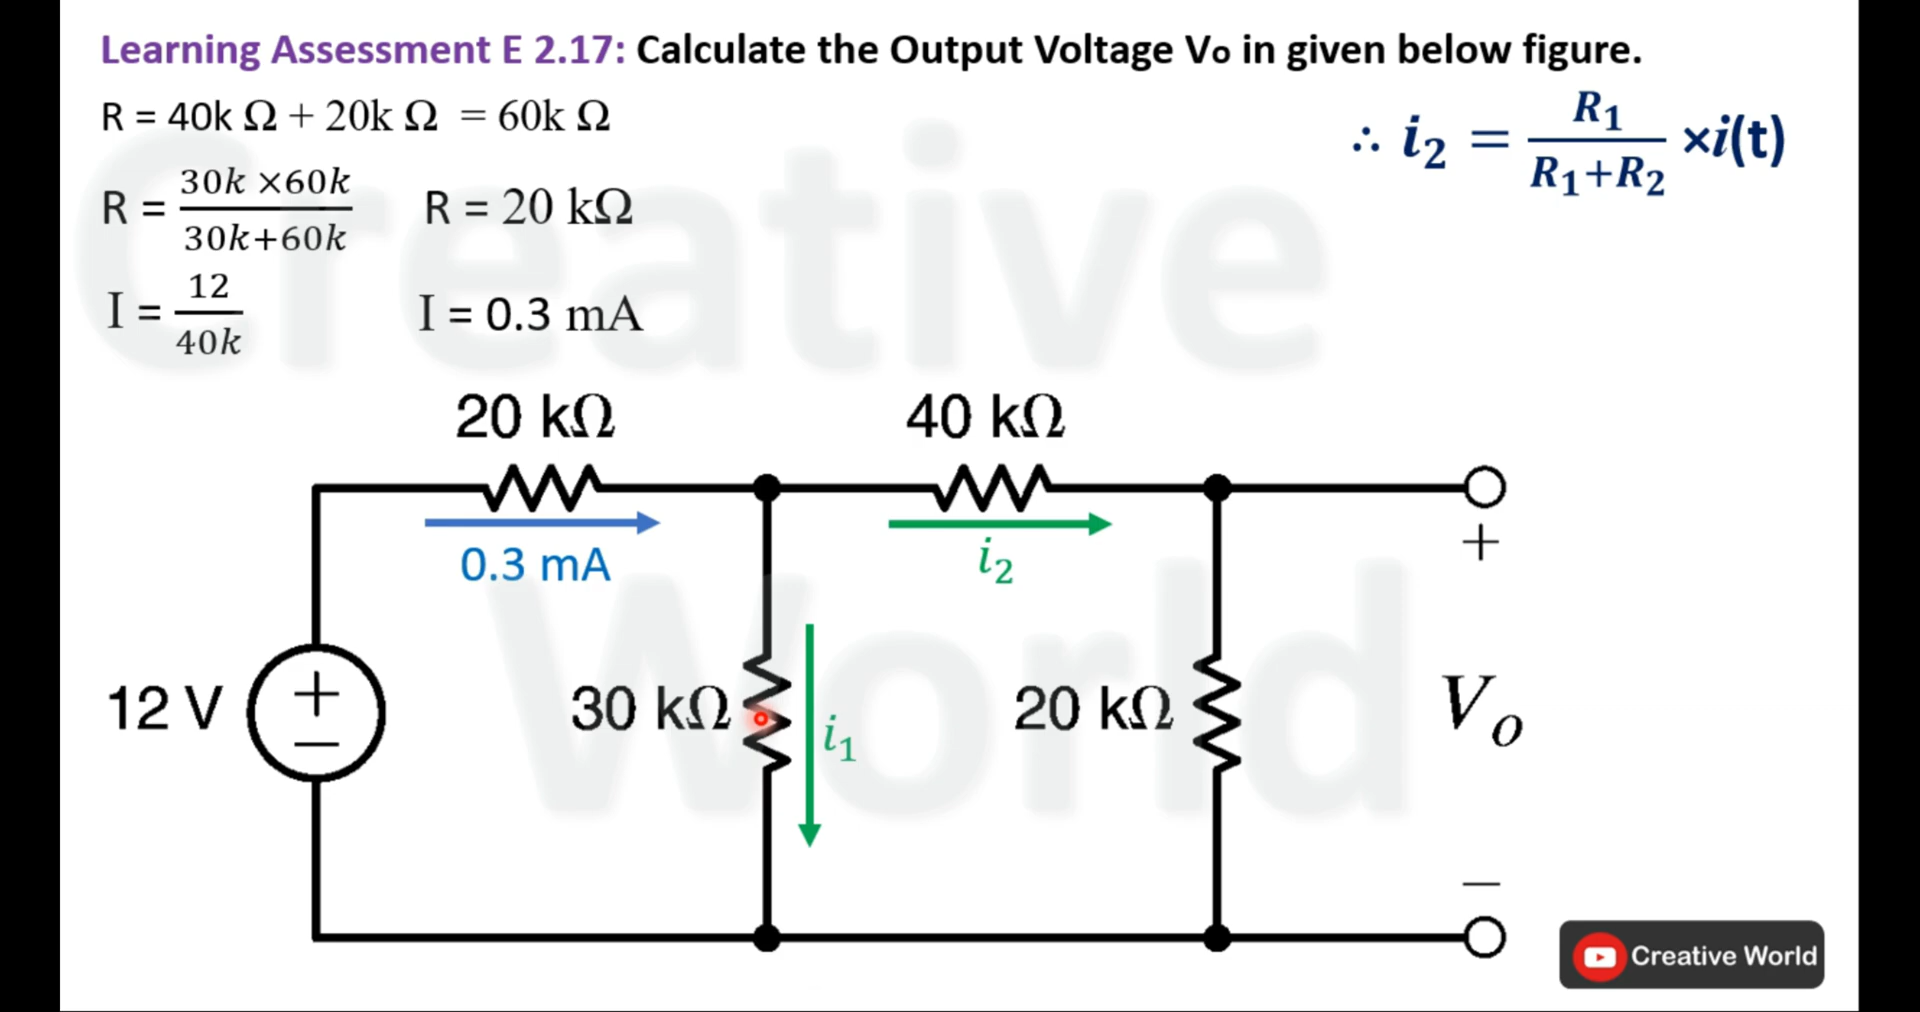 Learning Assessment E 2.17: Calculate the Output Voltage Vo in given below figure.
R = 40k Ω + 20k Ω = 60k Ω
∴ i₂ = R₁/(R₁+R₂) ×i(t)
R = (30k ×60k)/(30k+60k) R = 20 kΩ
I = 12/40k I = 0.3 mA
20 kΩ 40 kΩ
0.3 mA i₂
+
12 V + − 30 kΩ i₁ 20 kΩ Vₒ
−
Creative World
Creative
World